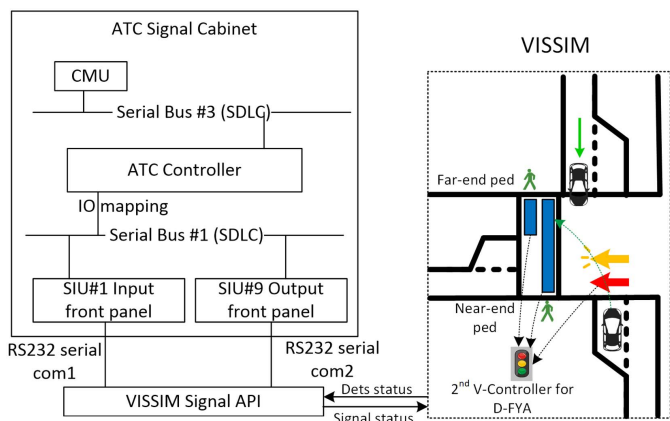 ATC Signal Cabinet
CMU
Serial Bus #3 (SDLC)
ATC Controller
IO mapping
Serial Bus #1 (SDLC)
SIU#1 Input
front panel
SIU#9 Output
front panel
RS232 serial
com1
RS232 serial
com2
VISSIM Signal API
Dets status
Signal status
VISSIM
Far-end ped
Near-end
ped
2nd V-Controller for
D-FYA